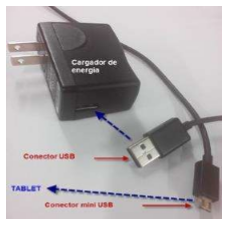 Cargador de
energía
Conector USB
TABLET
Conector mini USB